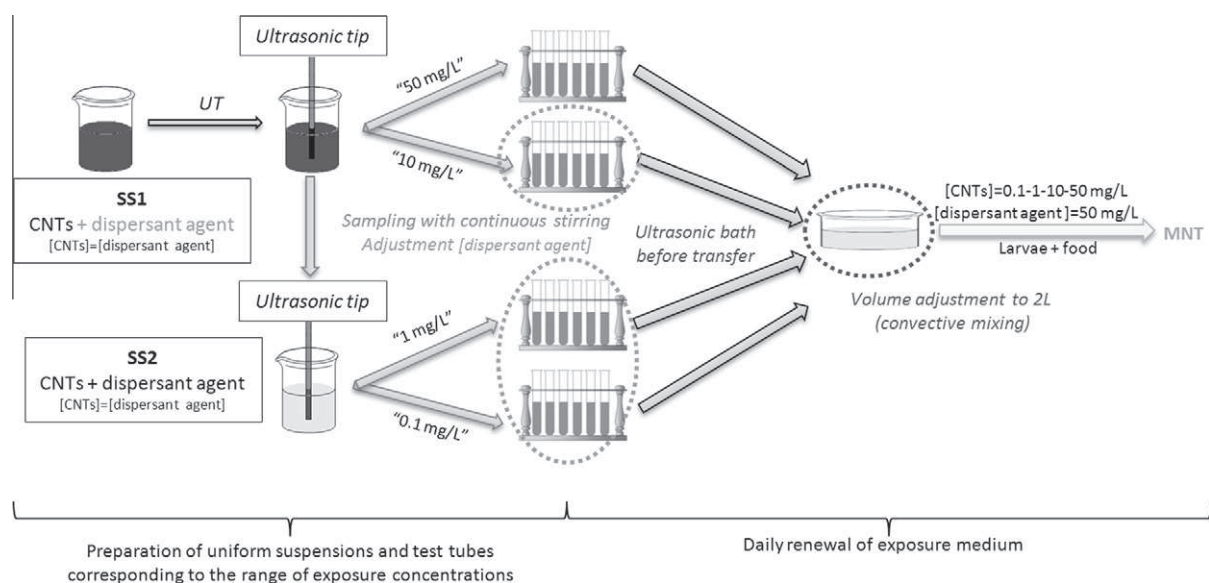 Ultrasonic tip
UT
"50 mg/L"
"10 mg/L"
SS1
CNTs + dispersant agent
[CNTs]=[dispersant agent]
Sampling with continuous stirring
Adjustment [dispersant agent]
Ultrasonic bath
before transfer
[CNTs]=0.1-1-10-50 mg/L
[dispersant agent]=50 mg/L
Larvae + food
MNT
Volume adjustment to 2L
(convective mixing)
Ultrasonic tip
SS2
CNTs + dispersant agent
[CNTs]=[dispersant agent]
"1 mg/L"
"0.1 mg/L"
Preparation of uniform suspensions and test tubes
corresponding to the range of exposure concentrations
Daily renewal of exposure medium